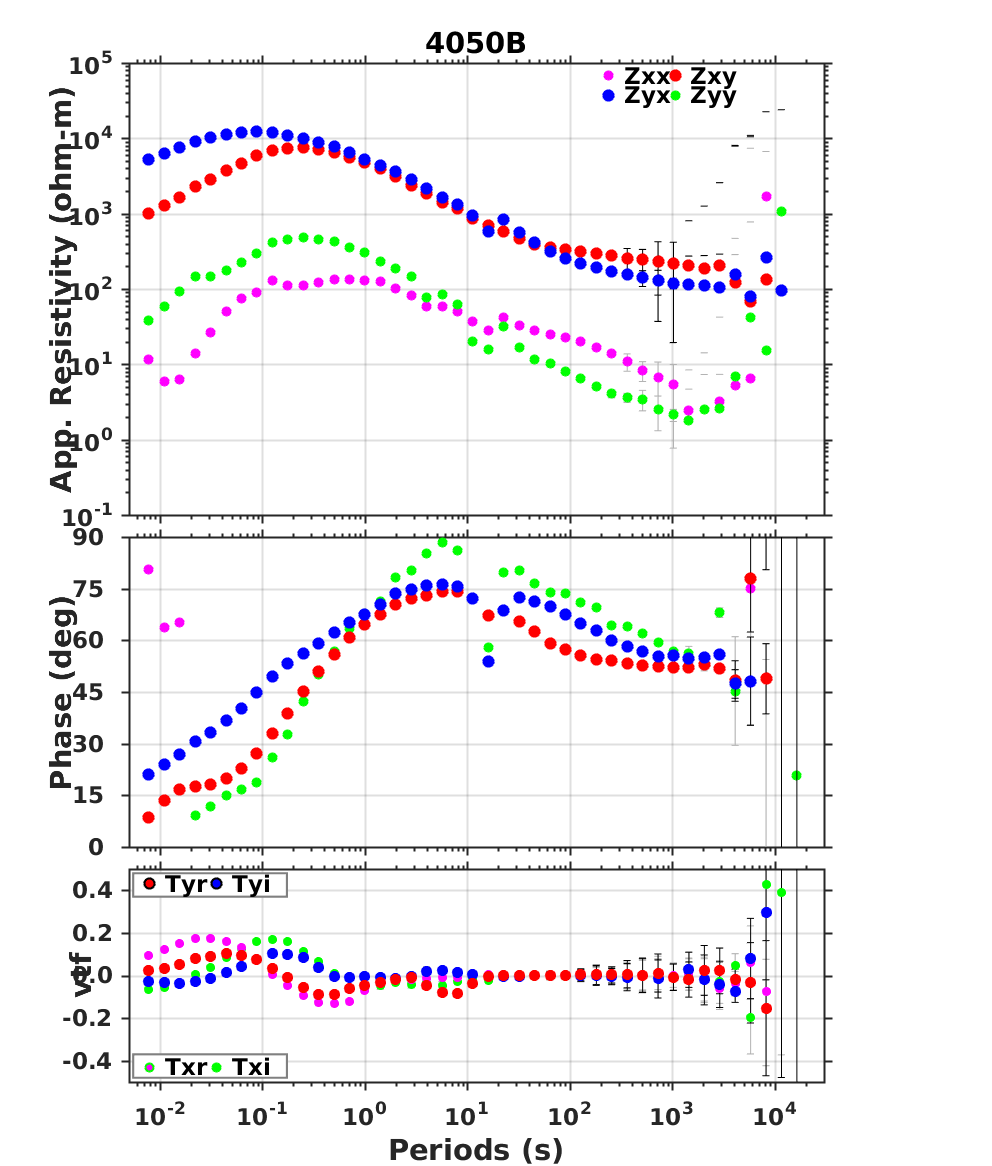 4050B
Zxx Zxy
Zyx Zyy
App. Resistivity (ohm-m)
10^5
10^4
10^3
10^2
10^1
10^0
10^-1
Phase (deg)
90
75
60
45
30
15
0
Tyr Tyi
vtf
0.4
0.2
0.0
-0.2
-0.4
Txr Txi
10^-2 10^-1 10^0 10^1 10^2 10^3 10^4
Periods (s)